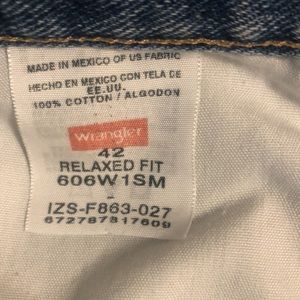 MADE IN MEXICO OF US FABRIC
HECHO EN MEXICO CON TELA DE
EE.UU.
100% COTTON / ALGODON
Wrangler
42
RELAXED FIT
606W1SM
-
IZS-F863-027
672787317609